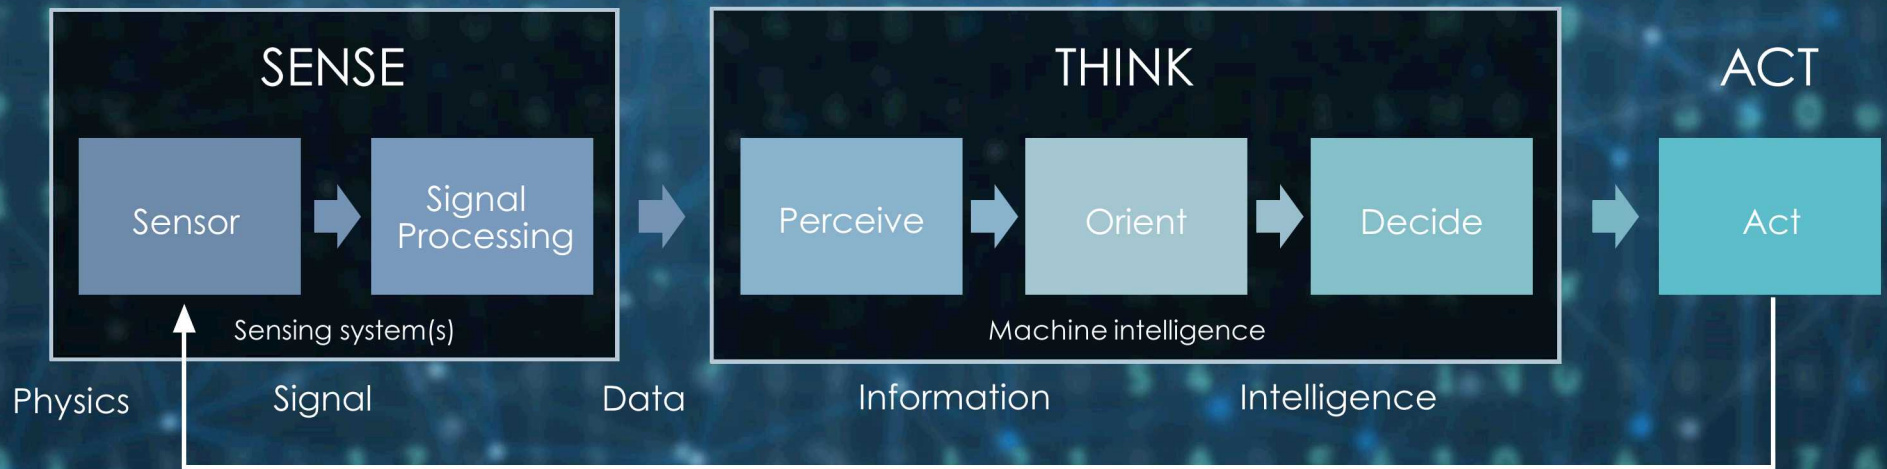 SENSE
THINK
ACT
Sensor
Signal
Processing
Perceive
Orient
Decide
Act
Sensing system(s)
Machine intelligence
Physics
Signal
Data
Information
Intelligence